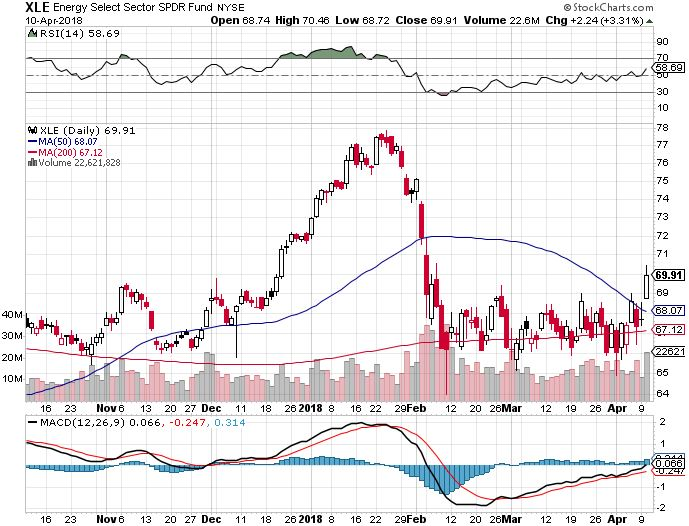 XLE Energy Select Sector SPDR Fund NYSE © StockCharts.com
10-Apr-2018 Open 68.74 High 70.46 Low 68.72 Close 69.91 Volume 22.6M Chg +2.24 (+3.31%)
RSI(14) 58.69
90
70
58.69
50
30
10
XLE (Daily) 69.91
MA(50) 68.07
MA(200) 67.12
Volume 22,621,828
78
77
76
75
74
73
72
71
69.91
69
68.07
67.12
22621
65
64
40M
30M
20M
10M
16 23 Nov 6 13 20 27 Dec 11 18 26 2018 8 16 22 Feb 12 20 26 Mar 12 19 26 Apr 9
MACD(12,26,9) 0.066, -0.247, 0.314
2
1
0.066
-0.247
-1
-2
16 23 Nov 6 13 20 27 Dec 11 18 26 2018 8 16 22 Feb 12 20 26 Mar 12 19 26 Apr 9